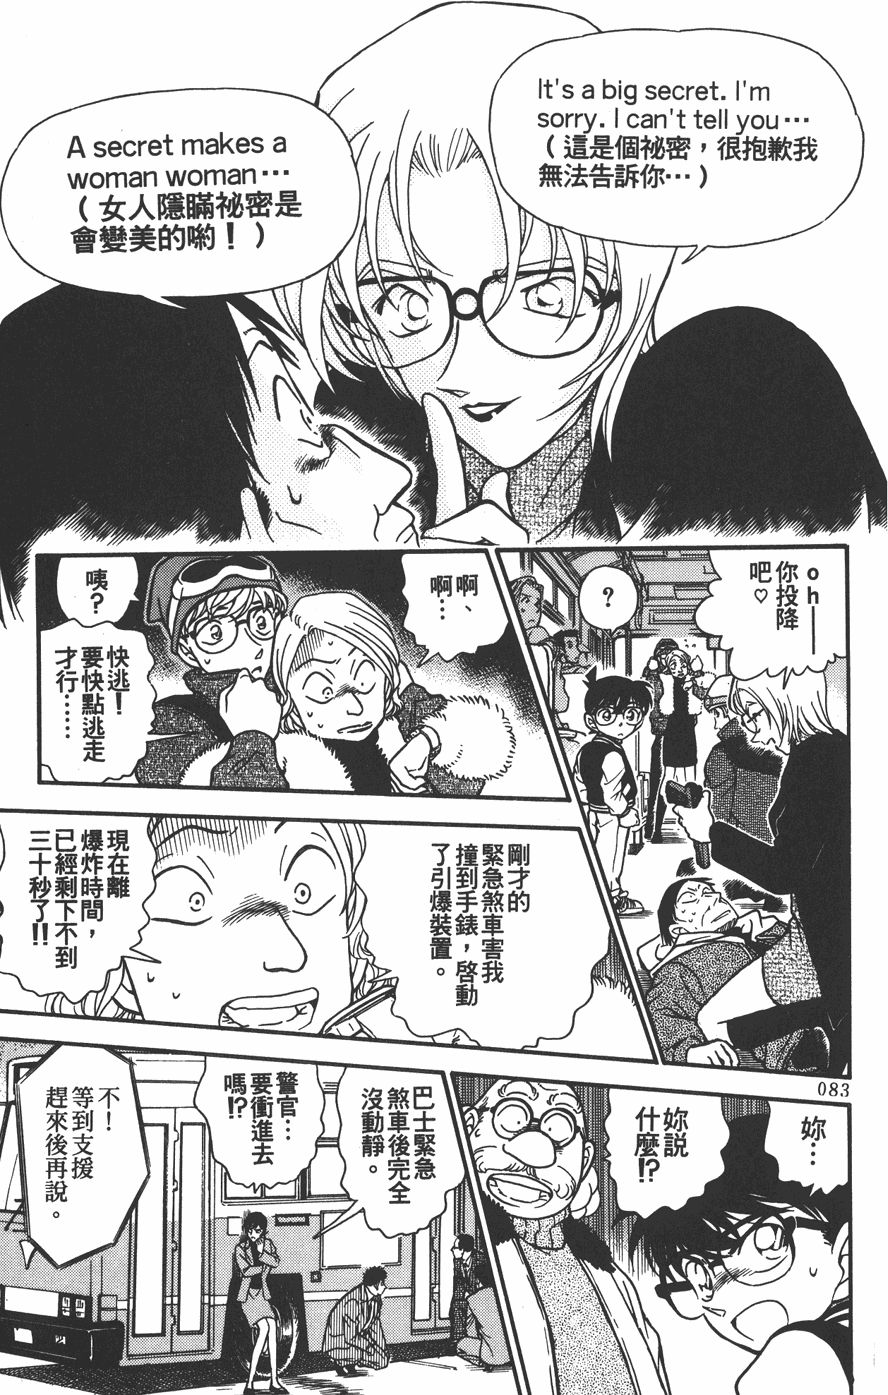 It's a big secret. I'm
sorry. I can't tell you…
(這是個祕密，很抱歉我
無法告訴你…)
A secret makes a
woman woman…
(女人隱瞞祕密是
會變美的喲！)
oh——
你投降
吧♡
？
啊、
啊…
咦？
快逃！
要快點逃走
才行……
剛才的
緊急煞車害我
撞到手錶，啓動
了引爆裝置。
現在離
爆炸時間，
已經剩下不到
三十秒了!!
083
妳…
妳說
什麼!?
巴士緊急
煞車後完全
沒動靜。
警官…
要衝進去
嗎!?
不！
等到支援
趕來後再說。